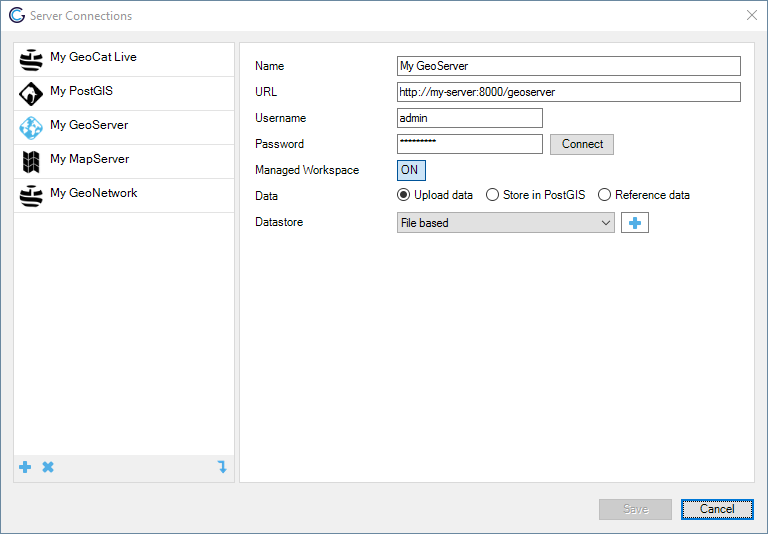 Server Connections
My GeoCat Live
My PostGIS
My GeoServer
My MapServer
My GeoNetwork
Name My GeoServer
URL http://my-server:8000/geoserver
Username admin
Password ********* Connect
Managed Workspace ON
Data Upload data Store in PostGIS Reference data
Datastore File based
Save Cancel